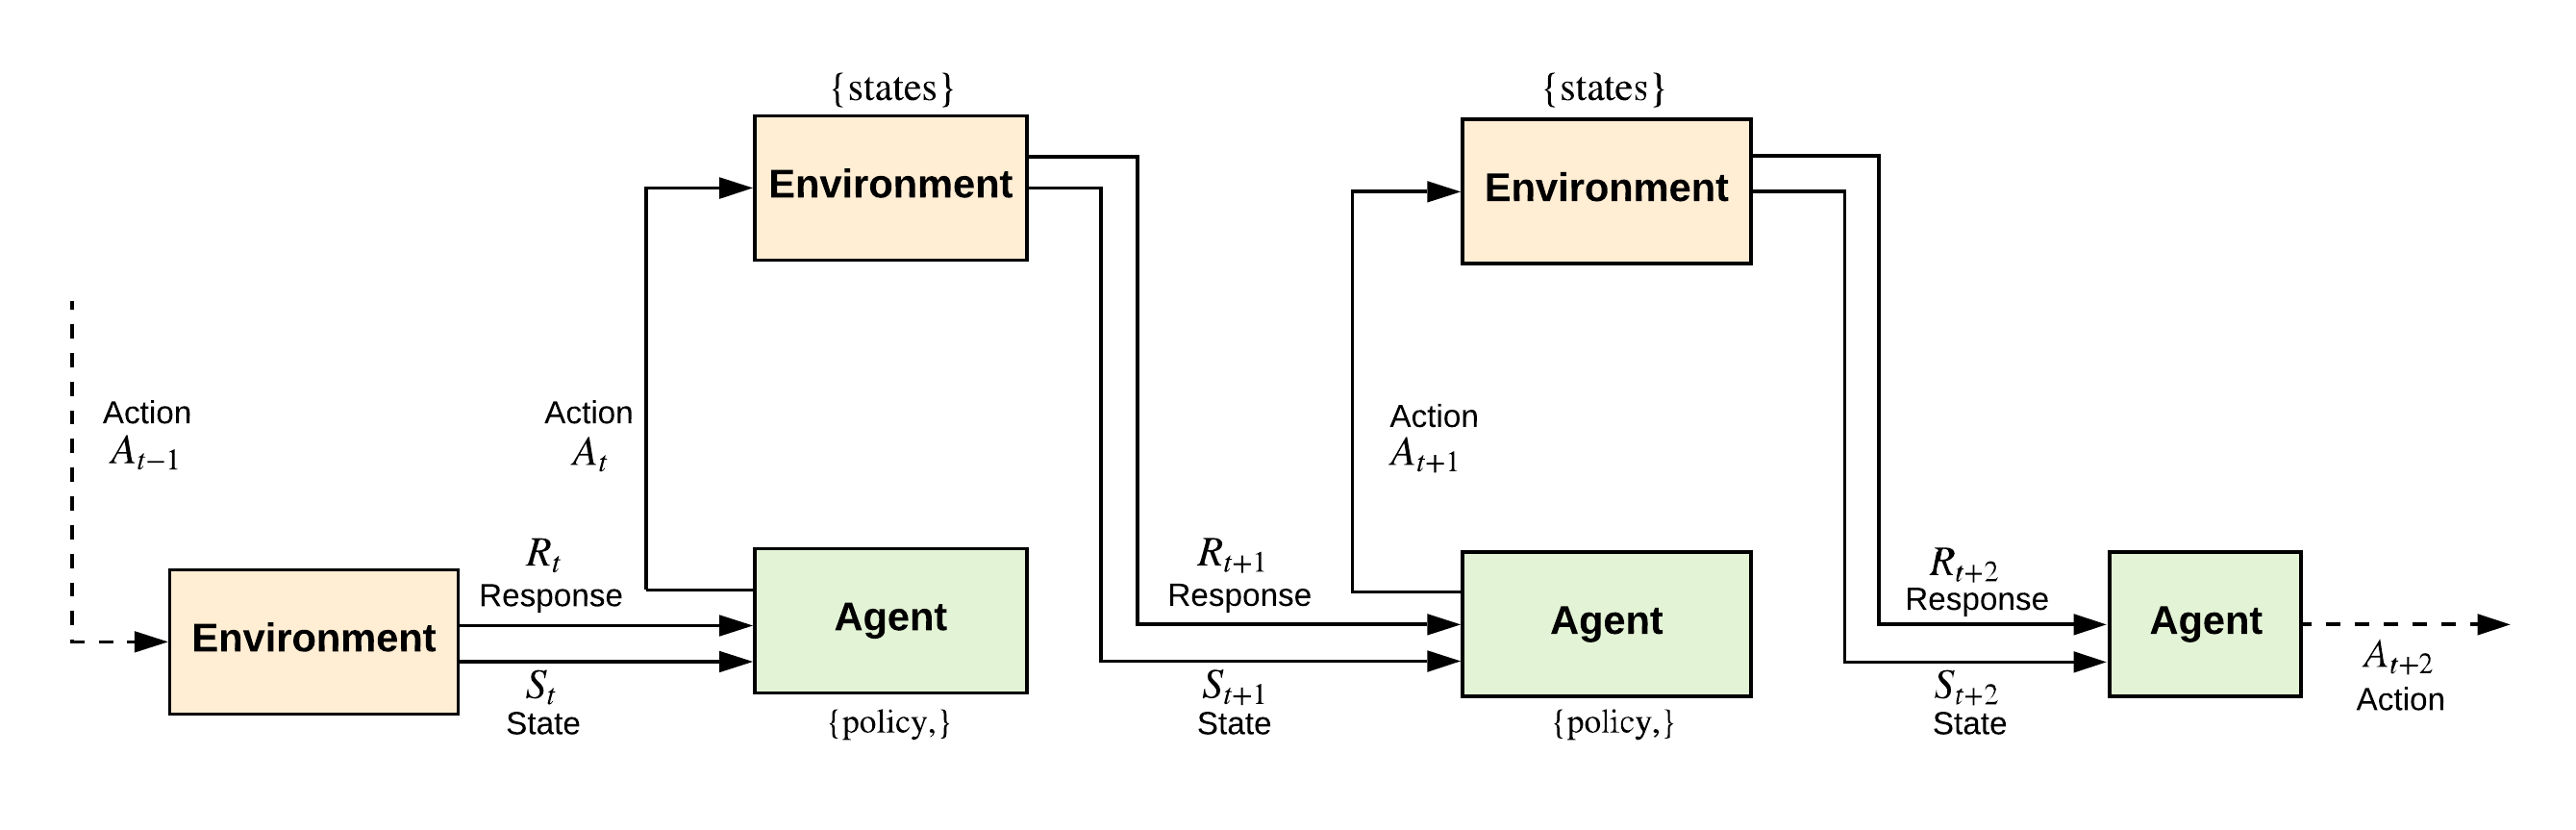 {states}
{states}
Environment
Environment
Action
A_{t-1}
Action
A_t
Action
A_{t+1}
R_t
Response
R_{t+1}
Response
R_{t+2}
Response
Environment
Agent
Agent
Agent
S_t
State
S_{t+1}
State
S_{t+2}
State
A_{t+2}
Action
{policy,}
{policy,}